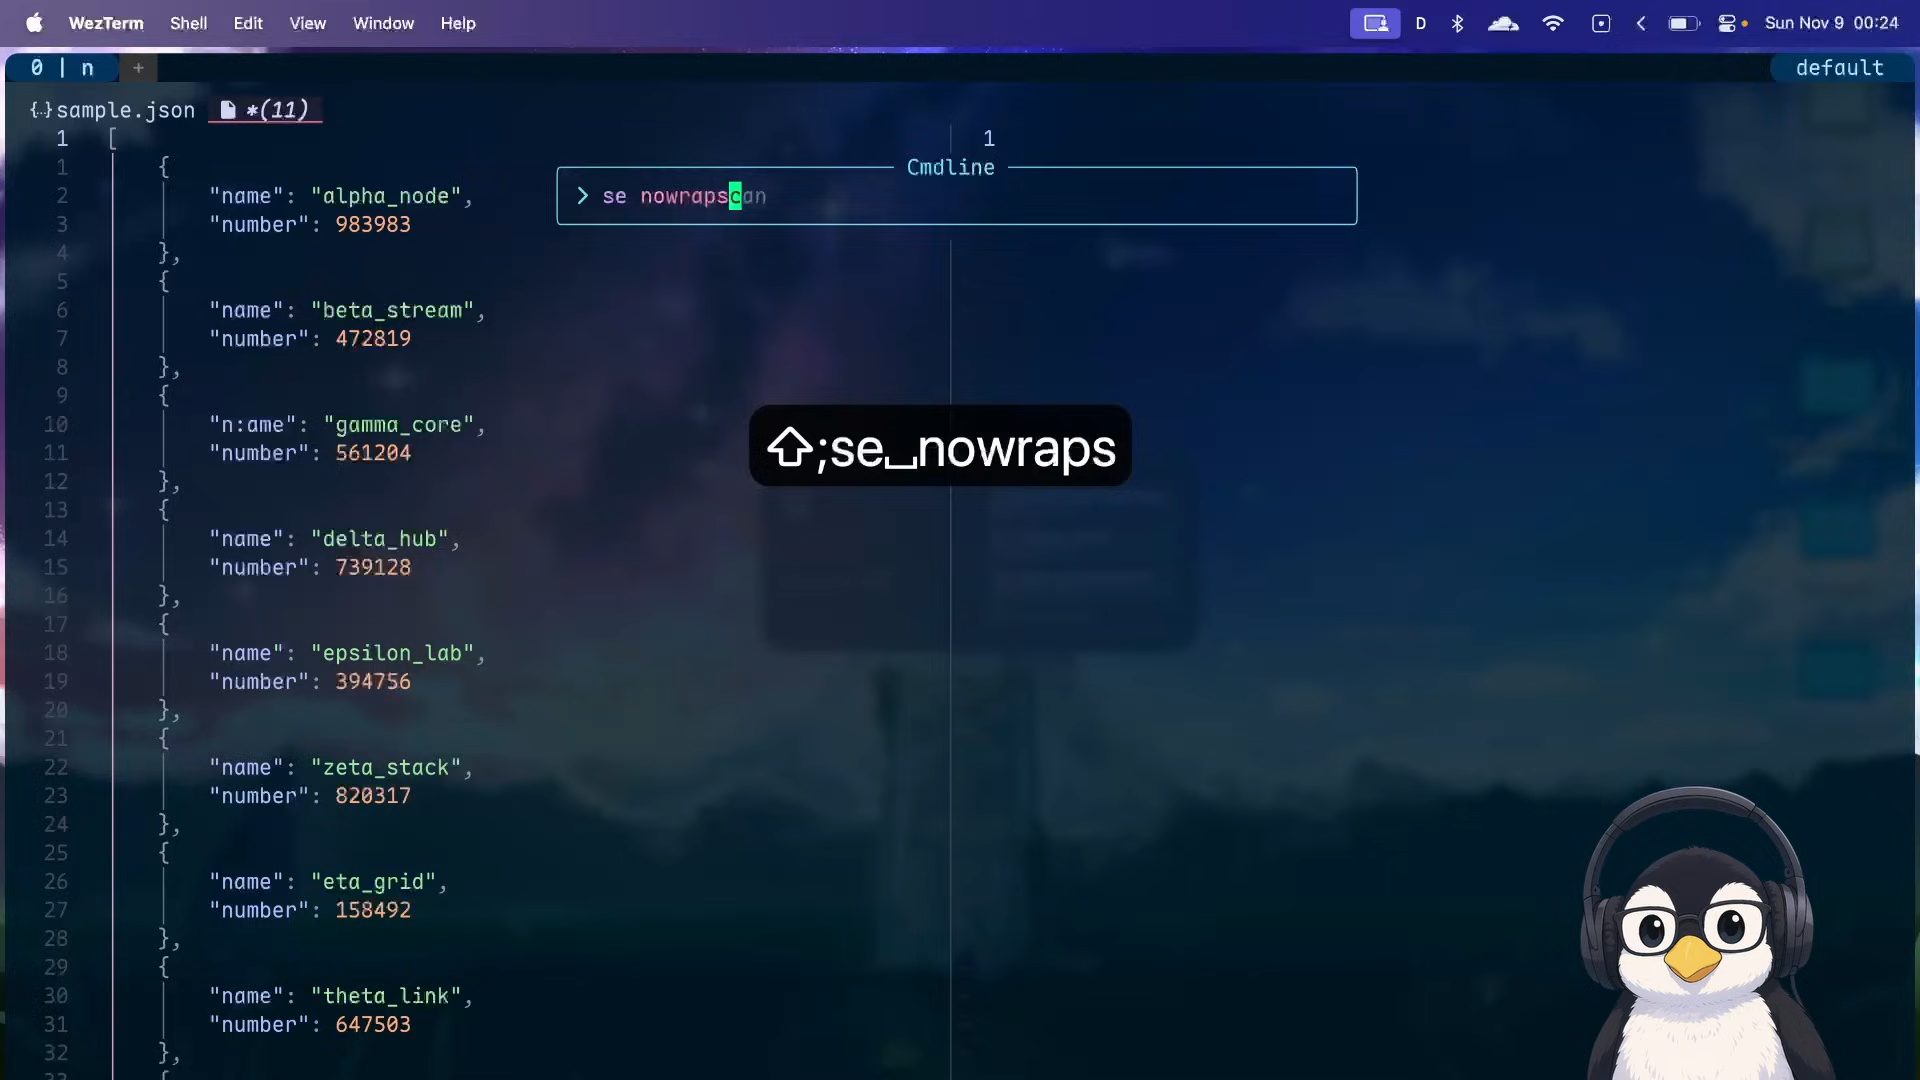 WezTerm Shell Edit View Window Help D Sun Nov 9 00:24
0 | n + default
{..}sample.json *(11)
1 [ 1
1 {
Cmdline
2 "name": "alpha_node",
> se nowrapscan
3 "number": 983983
4 },
5 {
6 "name": "beta_stream",
7 "number": 472819
8 },
9 {
10 "n:ame": "gamma_core",
11 "number": 561204
⇧;se␣nowraps
12 },
13 {
14 "name": "delta_hub",
15 "number": 739128
16 },
17 {
18 "name": "epsilon_lab",
19 "number": 394756
20 },
21 {
22 "name": "zeta_stack",
23 "number": 820317
24 },
25 {
26 "name": "eta_grid",
27 "number": 158492
28 },
29 {
30 "name": "theta_link",
31 "number": 647503
32 },